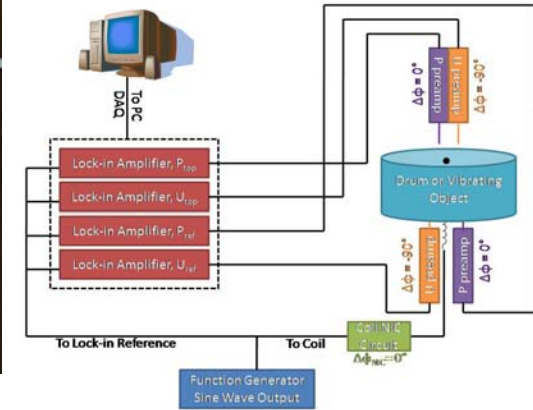 To PC
DAQ
Lock-in Amplifier, P_top
Lock-in Amplifier, U_top
Lock-in Amplifier, P_ref
Lock-in Amplifier, U_ref
Δϕ = 0°
P preamp
U preamp
Δϕ = -90°
Drum or Vibrating
Object
Δϕ = -90°
U preamp
P preamp
Δϕ = 0°
To Lock-in Reference
To Coil
Coil NIC
Circuit
Δϕ_NIC = 0°
Function Generator
Sine Wave Output